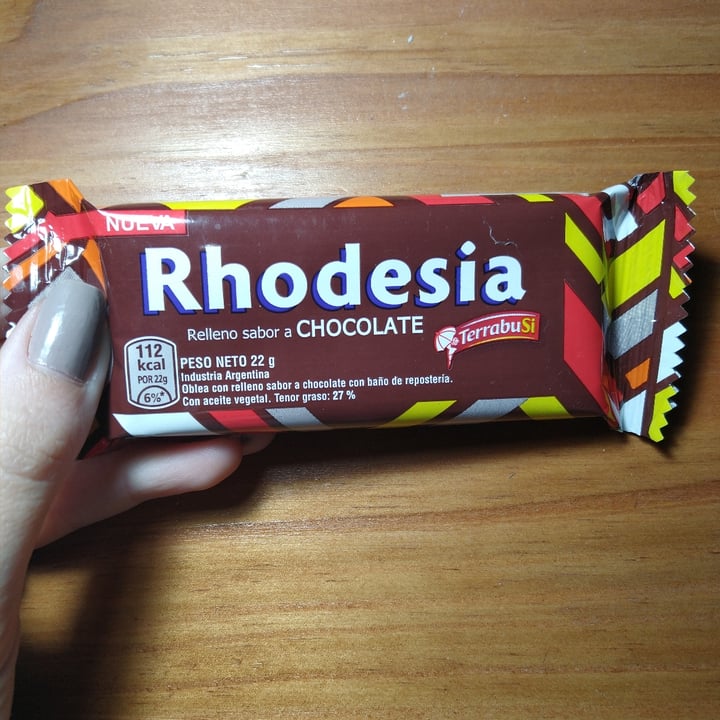 NUEVA
Rhodesia
Relleno sabor a CHOCOLATE
TerrabuSi
112
kcal
POR 22g
6%*
PESO NETO 22 g
Industria Argentina
Oblea con relleno sabor a chocolate con baño de repostería.
Con aceite vegetal. Tenor graso: 27 %